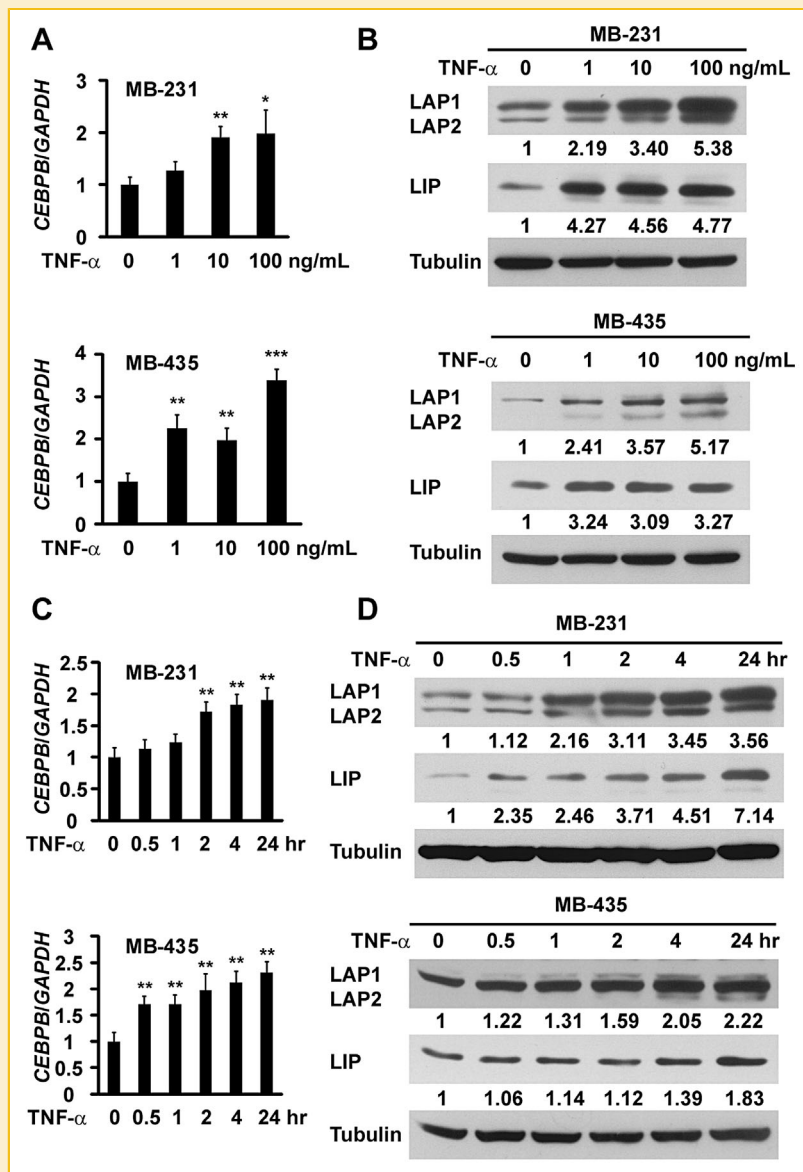 A
MB-231
CEBPB/GAPDH
3
2
1
0
**
*
TNF-α 0 1 10 100 ng/mL
MB-435
CEBPB/GAPDH
4
3
2
1
0
**
**
***
TNF-α 0 1 10 100 ng/mL
B
MB-231
TNF-α 0 1 10 100 ng/mL
LAP1
LAP2
1 2.19 3.40 5.38
LIP
1 4.27 4.56 4.77
Tubulin
MB-435
TNF-α 0 1 10 100 ng/mL
LAP1
LAP2
1 2.41 3.57 5.17
LIP
1 3.24 3.09 3.27
Tubulin
C
MB-231
CEBPB/GAPDH
2.5
2
1.5
1
0.5
0
**
**
**
TNF-α 0 0.5 1 2 4 24 hr
MB-435
CEBPB/GAPDH
3
2.5
2
1.5
1
0.5
0
**
**
**
**
**
TNF-α 0 0.5 1 2 4 24 hr
D
MB-231
TNF-α 0 0.5 1 2 4 24 hr
LAP1
LAP2
1 1.12 2.16 3.11 3.45 3.56
LIP
1 2.35 2.46 3.71 4.51 7.14
Tubulin
MB-435
TNF-α 0 0.5 1 2 4 24 hr
LAP1
LAP2
1 1.22 1.31 1.59 2.05 2.22
LIP
1 1.06 1.14 1.12 1.39 1.83
Tubulin